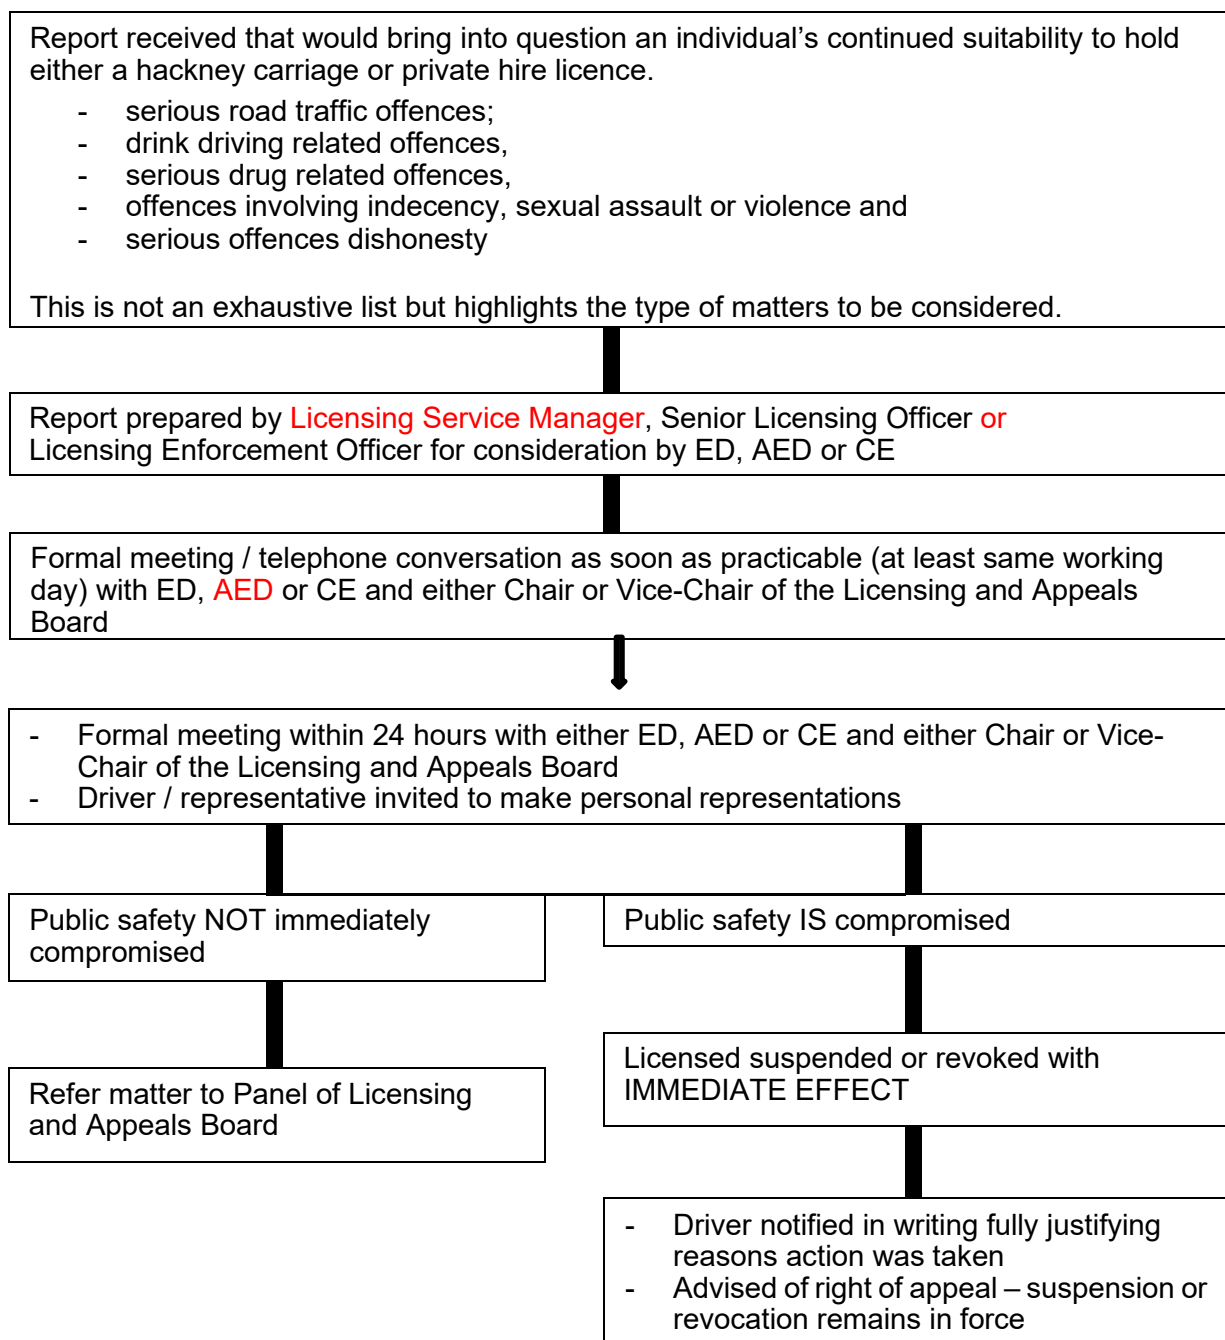 Report received that would bring into question an individual’s continued suitability to hold
either a hackney carriage or private hire licence.
- serious road traffic offences;
- drink driving related offences,
- serious drug related offences,
- offences involving indecency, sexual assault or violence and
- serious offences dishonesty
This is not an exhaustive list but highlights the type of matters to be considered.
Report prepared by Licensing Service Manager, Senior Licensing Officer or
Licensing Enforcement Officer for consideration by ED, AED or CE
Formal meeting / telephone conversation as soon as practicable (at least same working
day) with ED, AED or CE and either Chair or Vice-Chair of the Licensing and Appeals
Board
- Formal meeting within 24 hours with either ED, AED or CE and either Chair or Vice-
Chair of the Licensing and Appeals Board
- Driver / representative invited to make personal representations
Public safety NOT immediately
compromised
Public safety IS compromised
Refer matter to Panel of Licensing
and Appeals Board
Licensed suspended or revoked with
IMMEDIATE EFFECT
- Driver notified in writing fully justifying
reasons action was taken
- Advised of right of appeal – suspension or
revocation remains in force